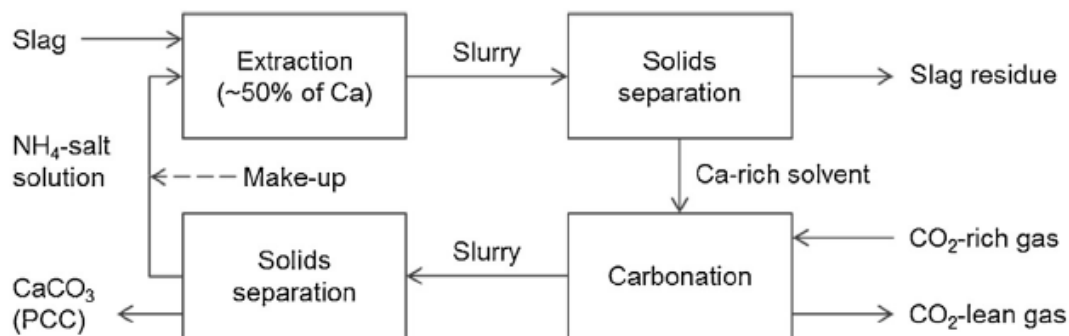 Slag
Extraction
(~50% of Ca)
Slurry
Solids
separation
Slag residue
NH₄-salt
solution
Make-up
Ca-rich solvent
Solids
separation
Slurry
Carbonation
CO₂-rich gas
CaCO₃
(PCC)
CO₂-lean gas